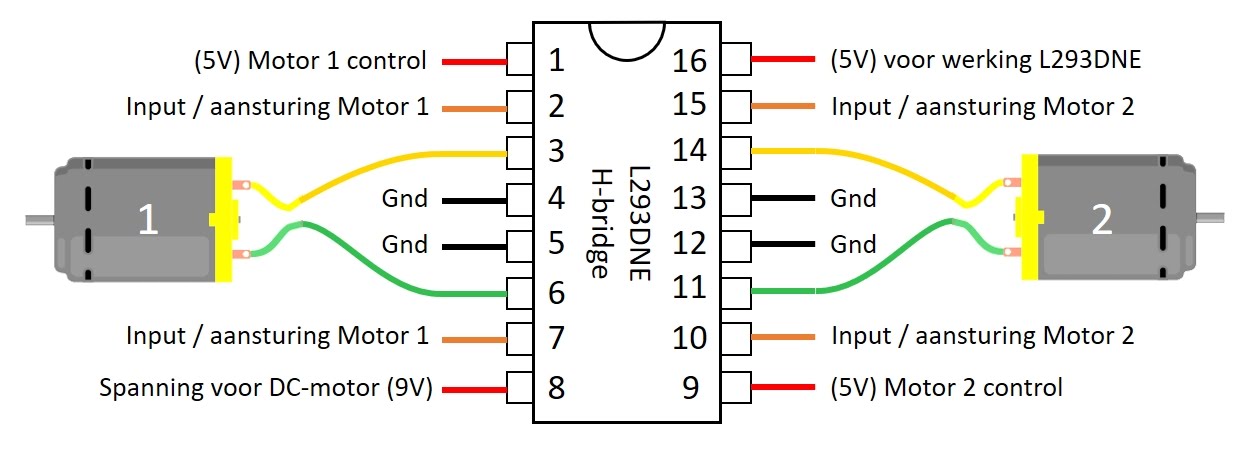 (5V) Motor 1 control
Input / aansturing Motor 1
Gnd
Gnd
Input / aansturing Motor 1
Spanning voor DC-motor (9V)
1
1
2
3
4
5
6
7
8
L293DNE
H-bridge
16
15
14
13
12
11
10
9
(5V) voor werking L293DNE
Input / aansturing Motor 2
Gnd
Gnd
Input / aansturing Motor 2
(5V) Motor 2 control
2